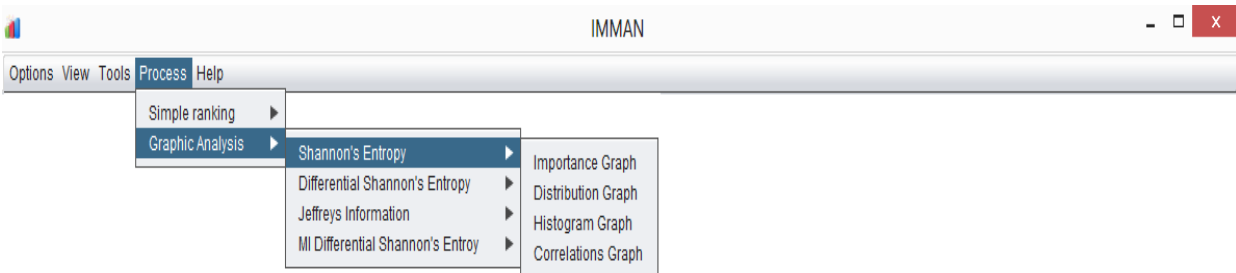 IMMAN
Options View Tools Process Help
Simple ranking
Graphic Analysis
Shannon's Entropy
Differential Shannon's Entropy
Jeffreys Information
MI Differential Shannon's Entroy
Importance Graph
Distribution Graph
Histogram Graph
Correlations Graph